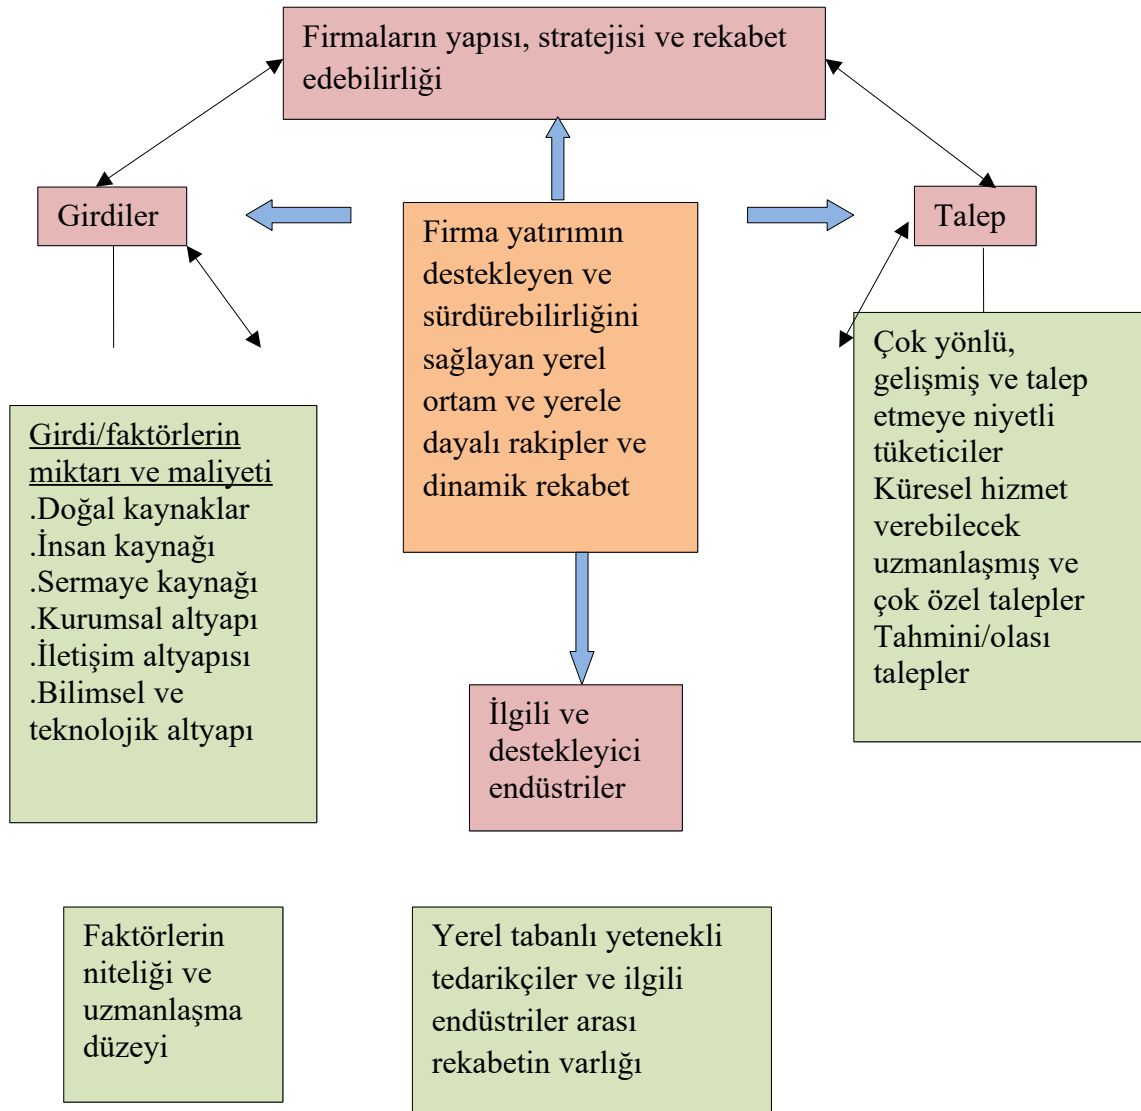 Firmaların yapısı, stratejisi ve rekabet
edebilirliği
Girdiler
Firma yatırımın
destekleyen ve
sürdürebilirliğini
sağlayan yerel
ortam ve yerele
dayalı rakipler ve
dinamik rekabet
Talep
Girdi/faktörlerin
miktarı ve maliyeti
.Doğal kaynaklar
.İnsan kaynağı
.Sermaye kaynağı
.Kurumsal altyapı
.İletişim altyapısı
.Bilimsel ve
teknolojik altyapı
Çok yönlü,
gelişmiş ve talep
etmeye niyetli
tüketiciler
Küresel hizmet
verebilecek
uzmanlaşmış ve
çok özel talepler
Tahmini/olası
talepler
İlgili ve
destekleyici
endüstriler
Faktörlerin
niteliği ve
uzmanlaşma
düzeyi
Yerel tabanlı yetenekli
tedarikçiler ve ilgili
endüstriler arası
rekabetin varlığı